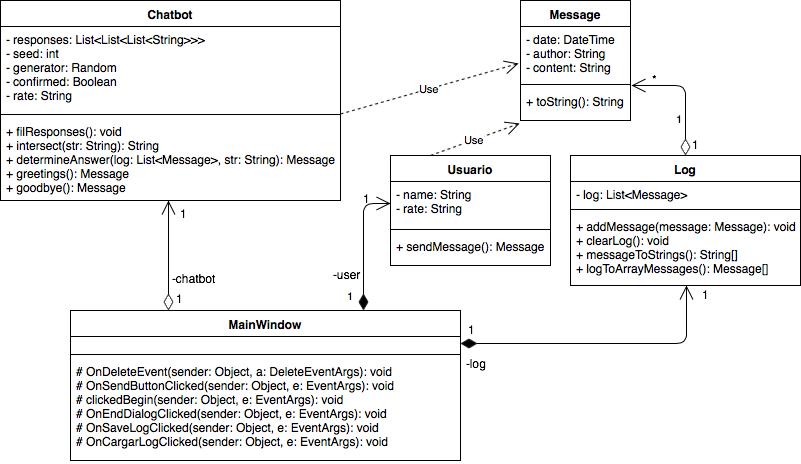 Chatbot
- responses: List<List<List<String>>>
- seed: int
- generator: Random
- confirmed: Boolean
- rate: String
+ filResponses(): void
+ intersect(str: String): String
+ determineAnswer(log: List<Message>, str: String): Message
+ greetings(): Message
+ goodbye(): Message
Message
- date: DateTime
- author: String
- content: String
+ toString(): String
Use
Use
*
1
1
Usuario
- name: String
- rate: String
+ sendMessage(): Message
Log
- log: List<Message>
+ addMessage(message: Message): void
+ clearLog(): void
+ messageToStrings(): String[]
+ logToArrayMessages(): Message[]
1
-chatbot
1
1
-user
1
1
1
-log
MainWindow
# OnDeleteEvent(sender: Object, a: DeleteEventArgs): void
# OnSendButtonClicked(sender: Object, e: EventArgs): void
# clickedBegin(sender: Object, e: EventArgs): void
# OnEndDialogClicked(sender: Object, e: EventArgs): void
# OnSaveLogClicked(sender: Object, e: EventArgs): void
# OnCargarLogClicked(sender: Object, e: EventArgs): void